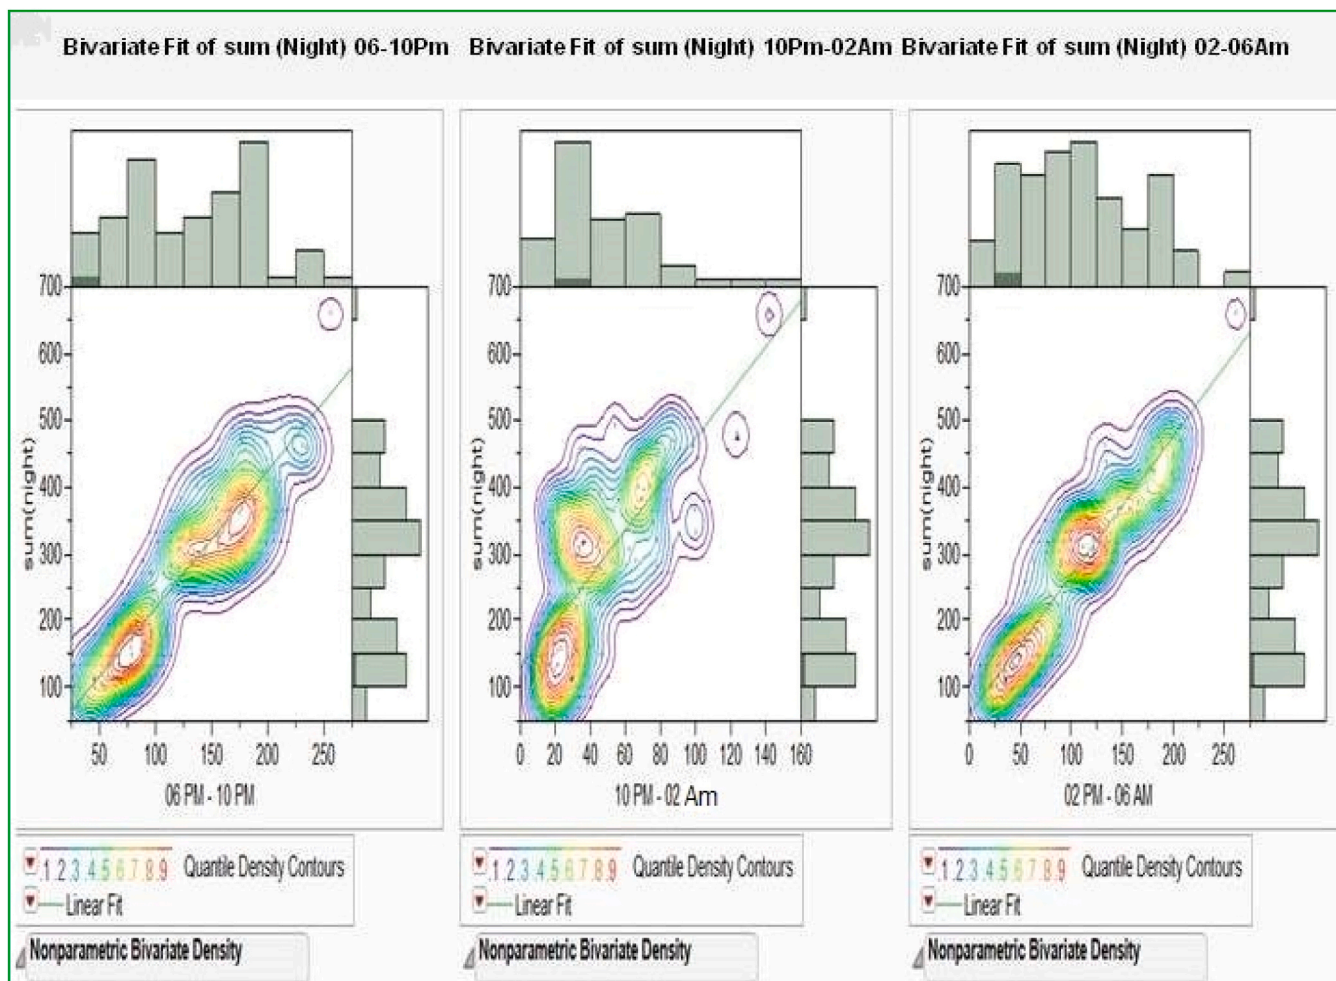 Bivariate Fit of sum (Night) 06-10Pm Bivariate Fit of sum (Night) 10Pm-02Am Bivariate Fit of sum (Night) 02-06Am
700
600
500
400
300
200
100
sum(night)
50 100 150 200 250
06 PM - 10 PM
700
600
500
400
300
200
100
sum(night)
0 20 40 60 80 100 120 140 160
10 PM - 02 Am
700
600
500
400
300
200
100
sum(night)
0 50 100 150 200 250
02 PM - 06 AM
.1 .2 .3 .4 .5 .6 .7 .8 .9 Quantile Density Contours
Linear Fit
Nonparametric Bivariate Density
.1 .2 .3 .4 .5 .6 .7 .8 .9 Quantile Density Contours
Linear Fit
Nonparametric Bivariate Density
.1 .2 .3 .4 .5 .6 .7 .8 .9 Quantile Density Contours
Linear Fit
Nonparametric Bivariate Density